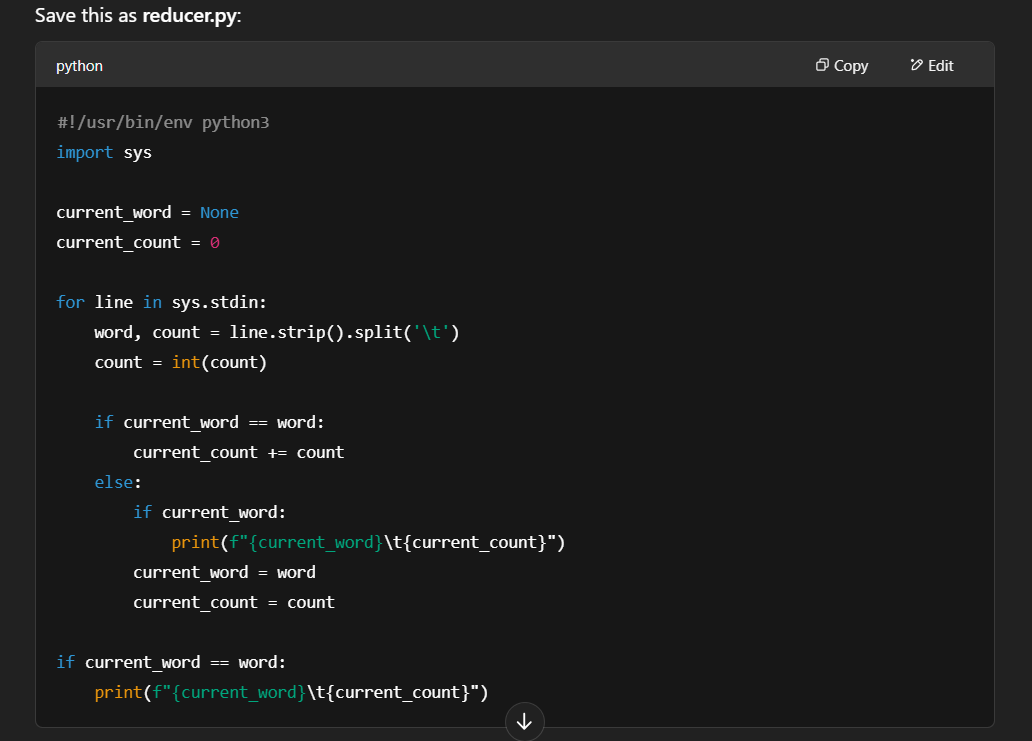 Save this as reducer.py:
python
Copy
Edit
#!/usr/bin/env python3
import sys

current_word = None
current_count = 0

for line in sys.stdin:
    word, count = line.strip().split('\t')
    count = int(count)

    if current_word == word:
        current_count += count
    else:
        if current_word:
            print(f"{current_word}\t{current_count}")
        current_word = word
        current_count = count

if current_word == word:
    print(f"{current_word}\t{current_count}")